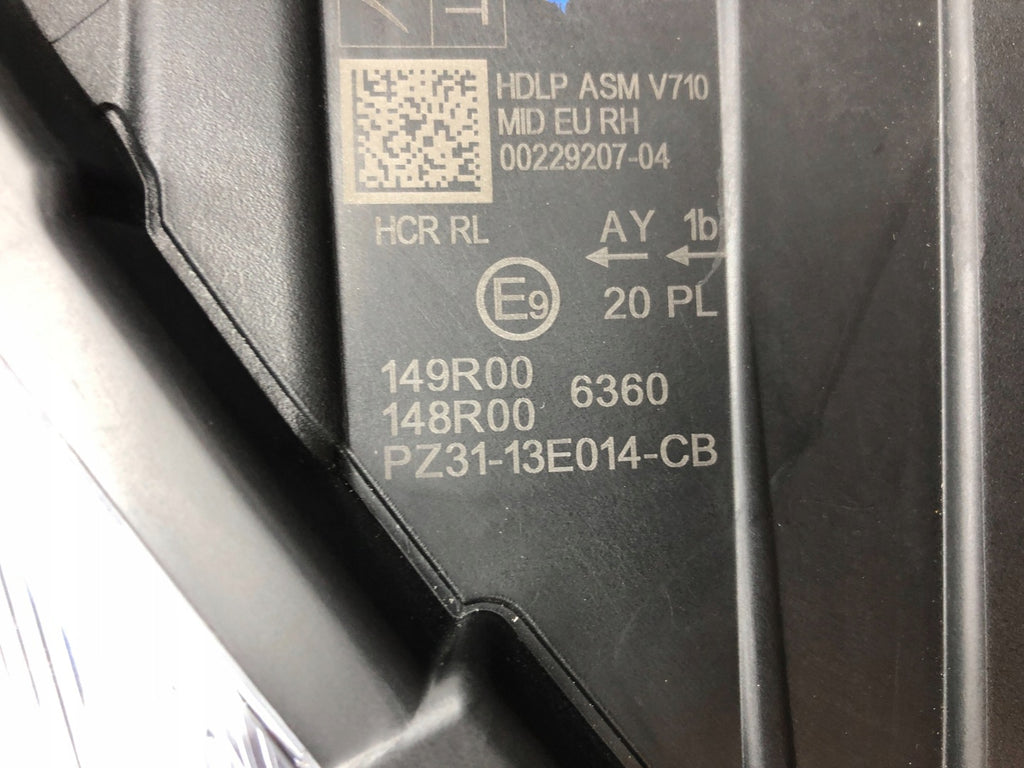 HDLP ASM V710
MID EU RH
00229207-04
HCR RL
AY 1b
E9
20 PL
149R00
148R00
6360
PZ31-13E014-CB